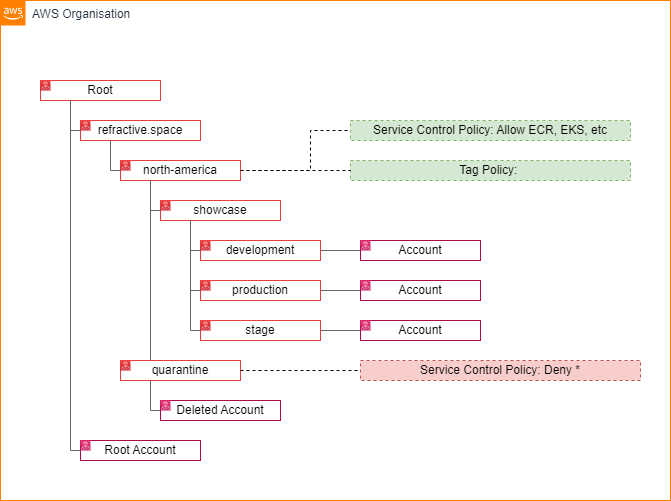 aws
AWS Organisation
Root
refractive.space
Service Control Policy: Allow ECR, EKS, etc
north-america
Tag Policy:
showcase
development
Account
production
Account
stage
Account
quarantine
Service Control Policy: Deny *
Deleted Account
Root Account